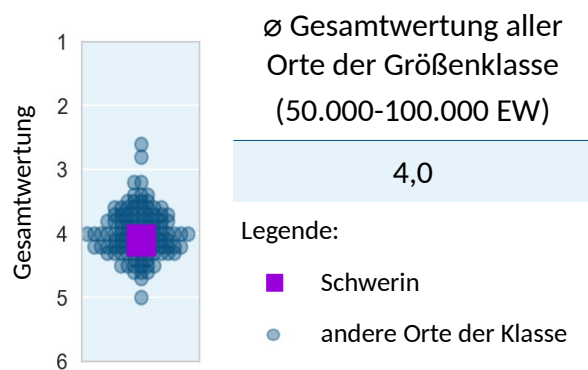 ⌀ Gesamtwertung aller
Orte der Größenklasse
(50.000-100.000 EW)
4,0
Gesamtwertung
1
2
3
4
5
6
Legende:
Schwerin
andere Orte der Klasse